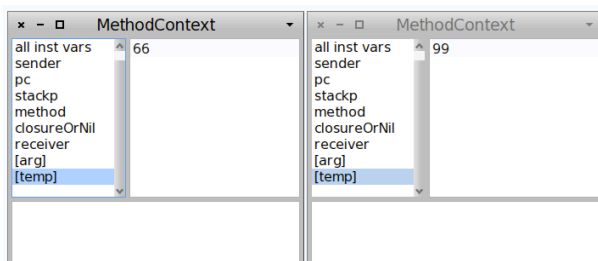 MethodContext
all inst vars
sender
pc
stackp
method
closureOrNil
receiver
[arg]
[temp]
66
MethodContext
all inst vars
sender
pc
stackp
method
closureOrNil
receiver
[arg]
[temp]
99